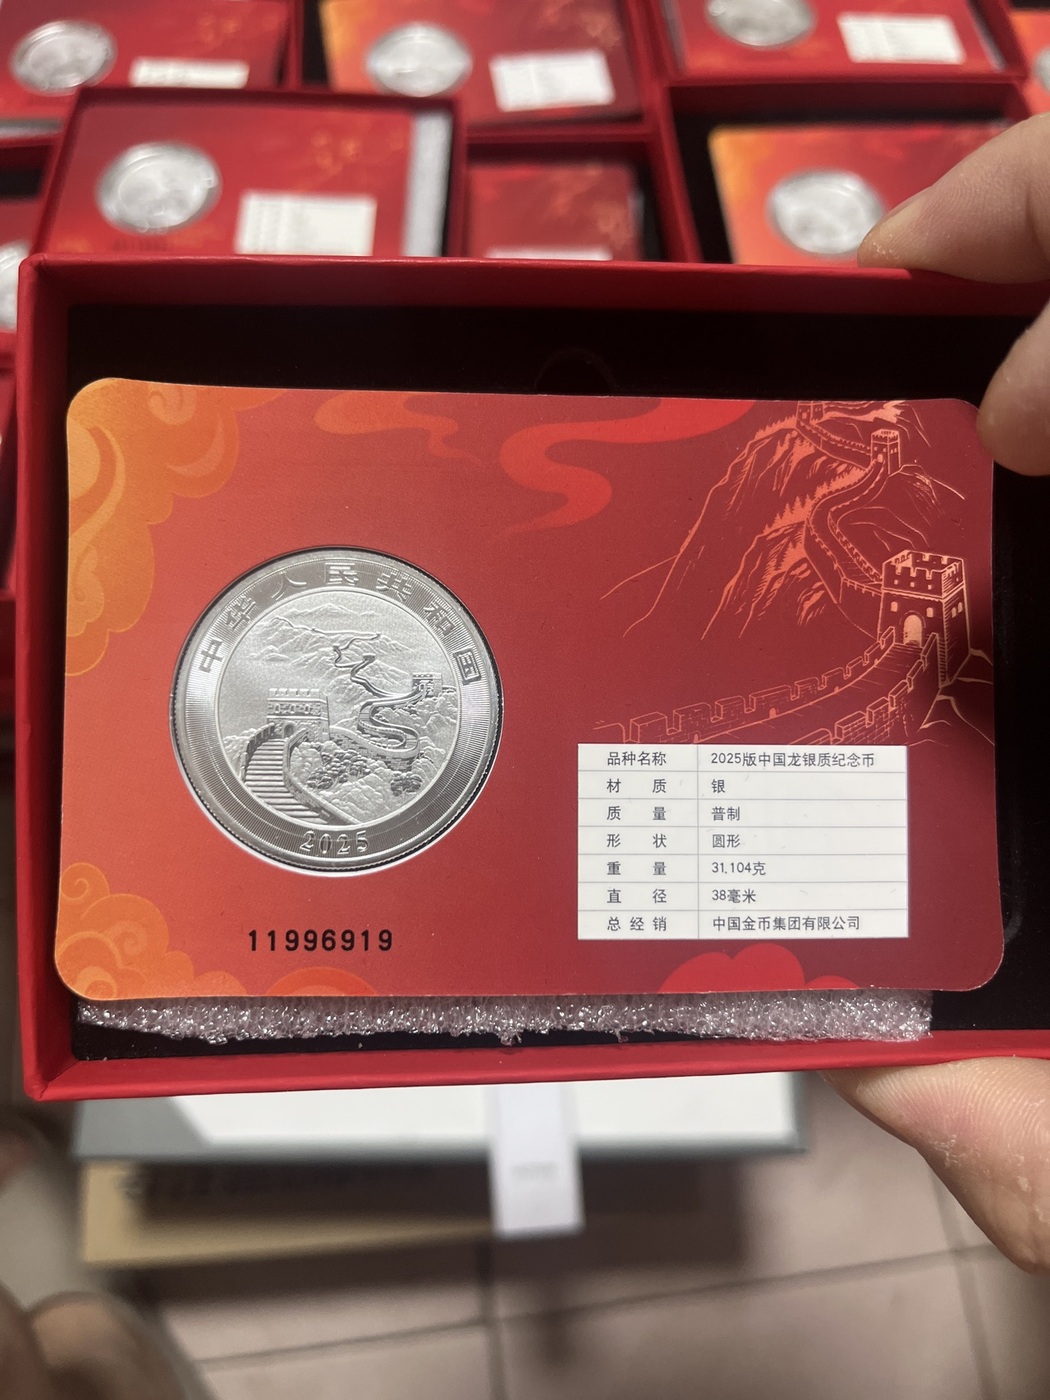 中华人民共和国
2025
11996919
品种名称 2025版中国龙银质纪念币
材质 银
质量 普制
形状 圆形
重量 31.104克
直径 38毫米
总经销 中国金币集团有限公司